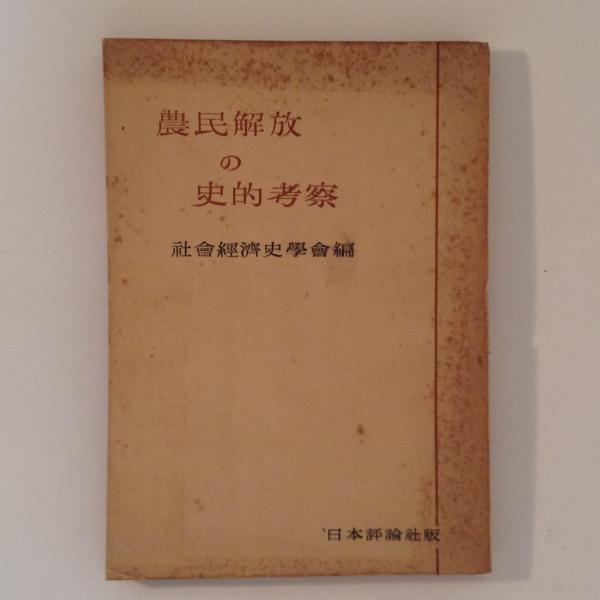 農民解放
の
史的考察
社會經濟史學會編
日本評論社版